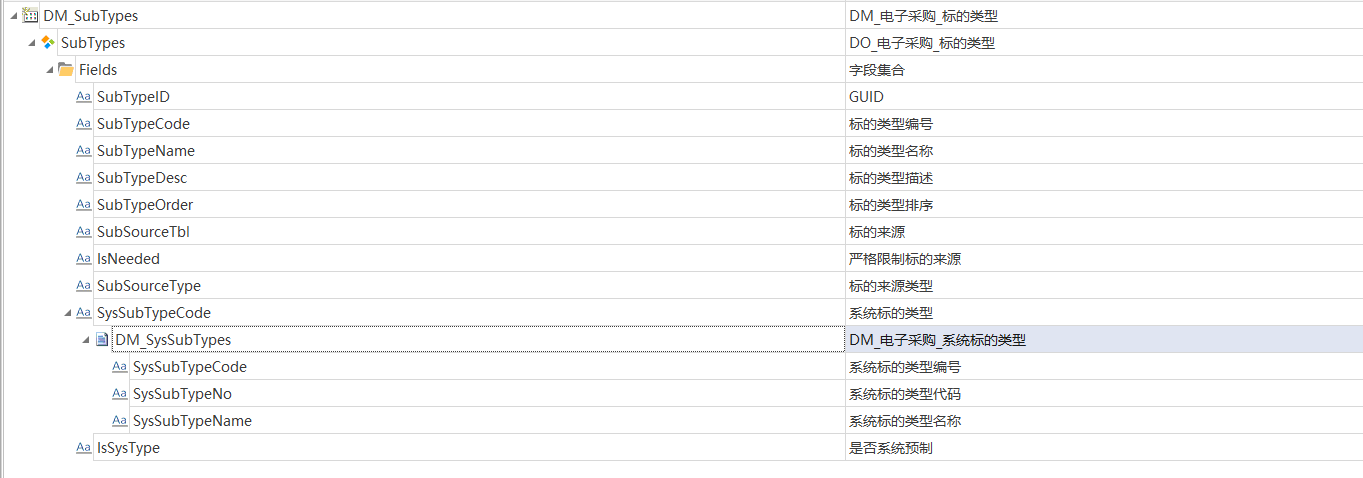 DM_SubTypes DM_电子采购_标的类型
SubTypes DO_电子采购_标的类型
Fields 字段集合
Aa SubTypeID GUID
Aa SubTypeCode 标的类型编号
Aa SubTypeName 标的类型名称
Aa SubTypeDesc 标的类型描述
Aa SubTypeOrder 标的类型排序
Aa SubSourceTbl 标的来源
Aa IsNeeded 严格限制标的来源
Aa SubSourceType 标的来源类型
Aa SysSubTypeCode 系统标的类型
DM_SysSubTypes DM_电子采购_系统标的类型
Aa SysSubTypeCode 系统标的类型编号
Aa SysSubTypeNo 系统标的类型代码
Aa SysSubTypeName 系统标的类型名称
Aa IsSysType 是否系统预制